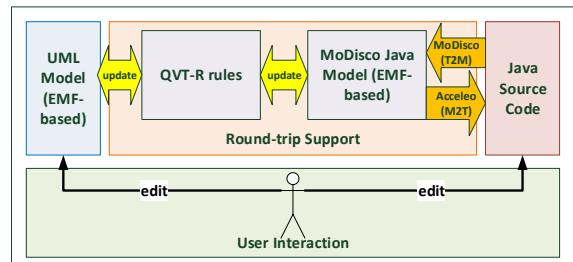 UML
Model
(EMF-
based)
update
QVT-R rules
update
MoDisco Java
Model (EMF-
based)
MoDisco
(T2M)
Acceleo
(M2T)
Java
Source
Code
Round-trip Support
edit
edit
User Interaction